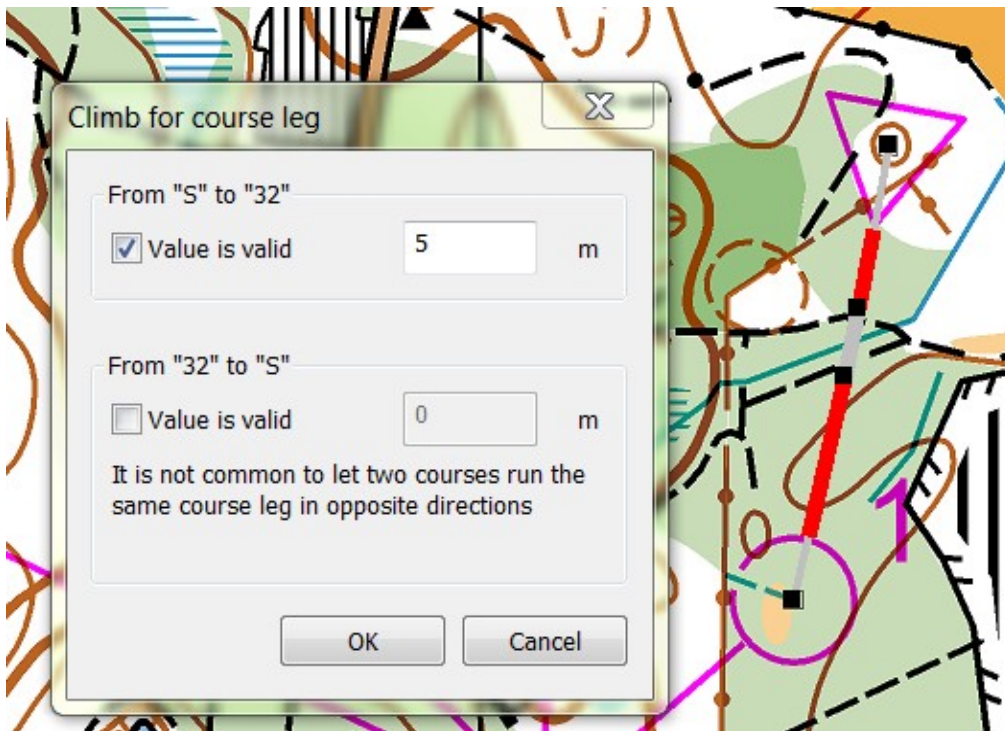 Climb for course leg
From "S" to "32"
Value is valid
5
m
From "32" to "S"
Value is valid
0
m
It is not common to let two courses run the
same course leg in opposite directions
OK
Cancel
1